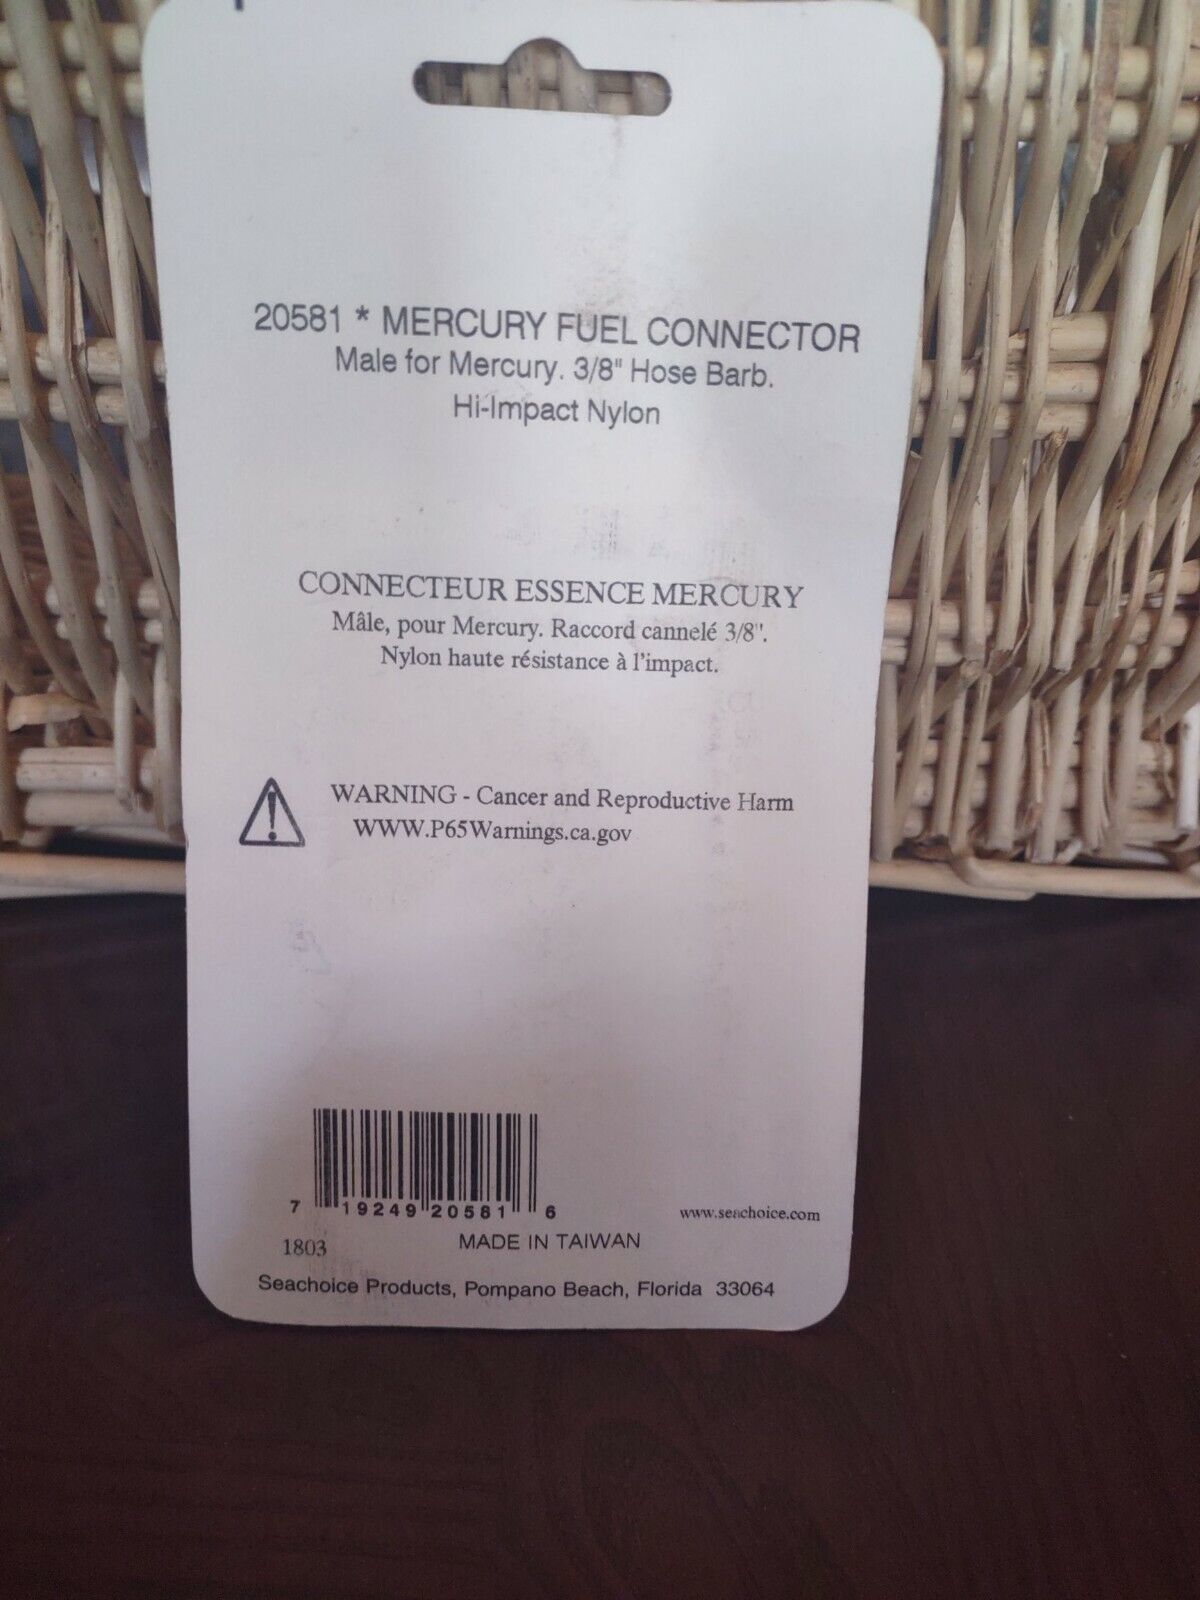 20581 * MERCURY FUEL CONNECTOR
Male for Mercury. 3/8" Hose Barb.
Hi-Impact Nylon
CONNECTEUR ESSENCE MERCURY
Mâle, pour Mercury. Raccord cannelé 3/8".
Nylon haute résistance à l'impact.
WARNING - Cancer and Reproductive Harm
WWW.P65Warnings.ca.gov
7 19249 20581 6
www.seachoice.com
1803
MADE IN TAIWAN
Seachoice Products, Pompano Beach, Florida 33064